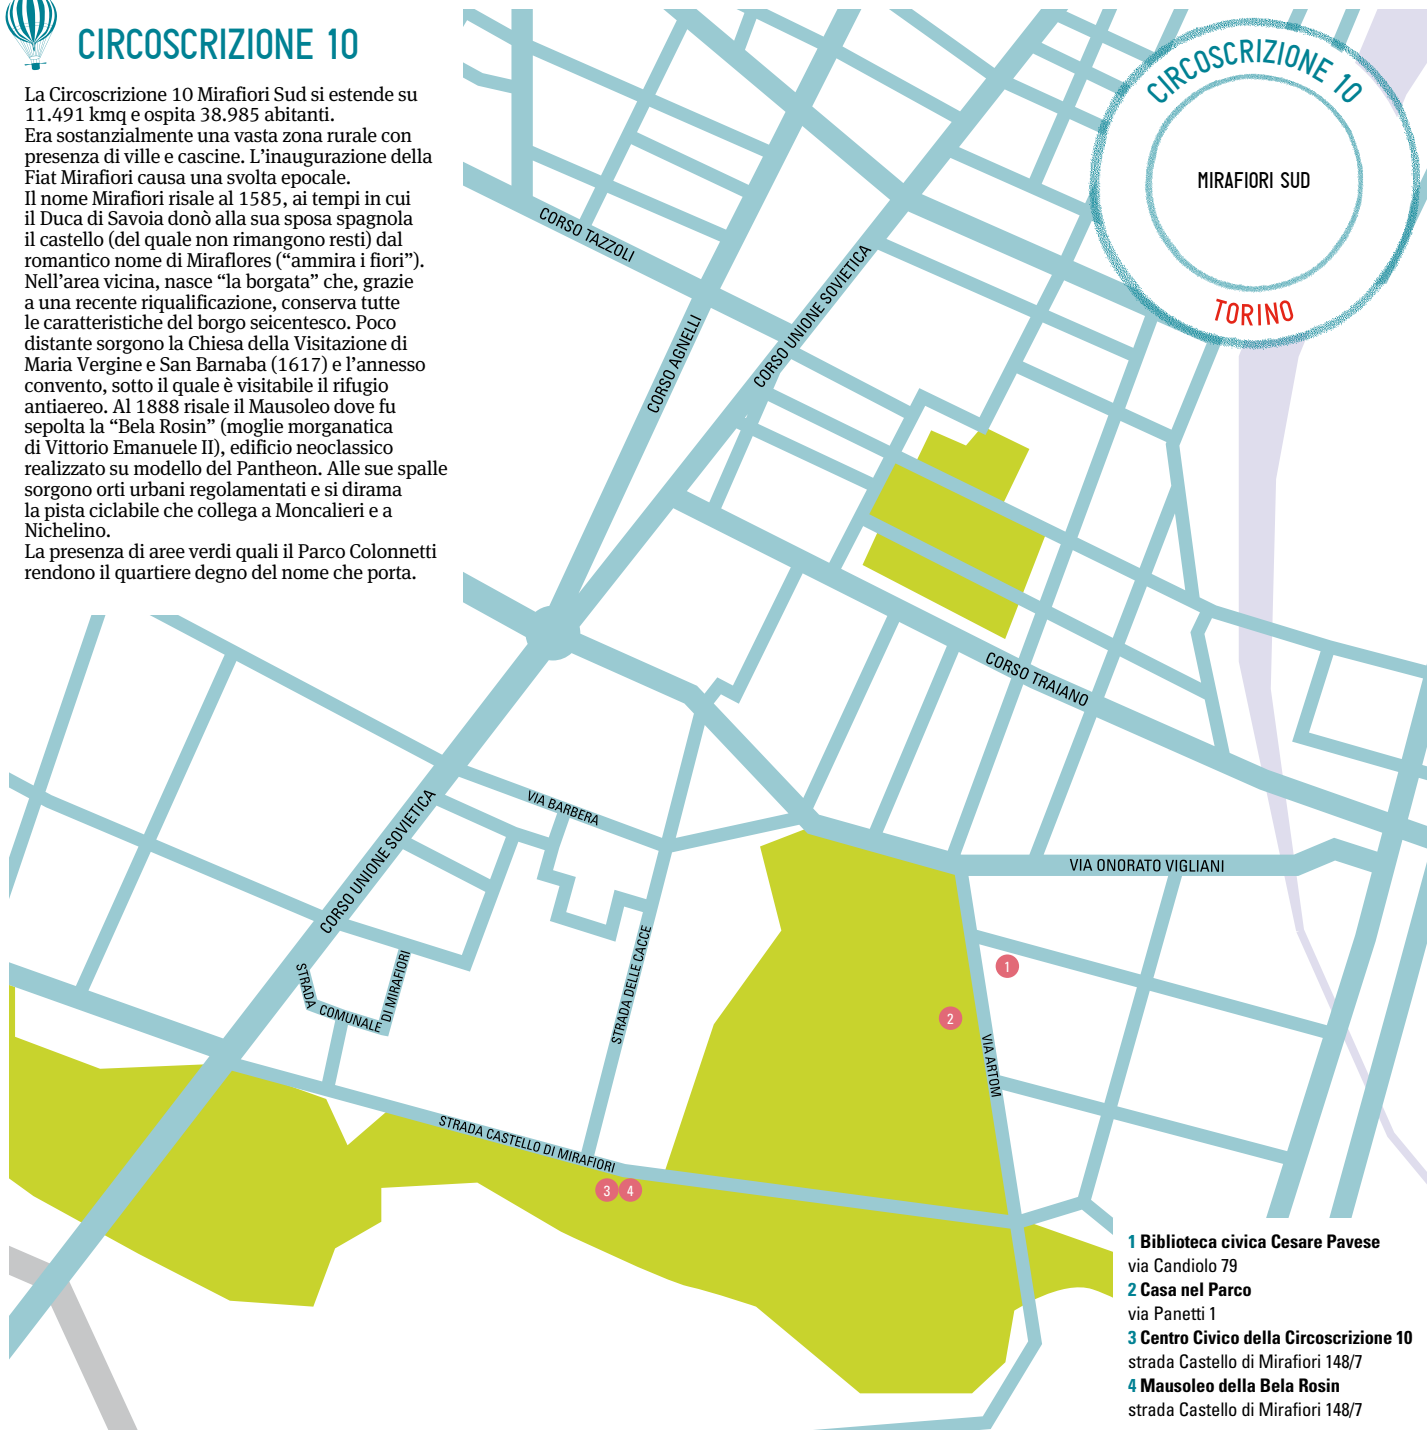 CIRCOSCRIZIONE 10
La Circoscrizione 10 Mirafiori Sud si estende su
11.491 kmq e ospita 38.985 abitanti.
Era sostanzialmente una vasta zona rurale con
presenza di ville e cascine. L’inaugurazione della
Fiat Mirafiori causa una svolta epocale.
Il nome Mirafiori risale al 1585, ai tempi in cui
il Duca di Savoia donò alla sua sposa spagnola
il castello (del quale non rimangono resti) dal
romantico nome di Miraflores (“ammira i fiori”).
Nell’area vicina, nasce “la borgata” che, grazie
a una recente riqualificazione, conserva tutte
le caratteristiche del borgo seicentesco. Poco
distante sorgono la Chiesa della Visitazione di
Maria Vergine e San Barnaba (1617) e l’annesso
convento, sotto il quale è visitabile il rifugio
antiaereo. Al 1888 risale il Mausoleo dove fu
sepolta la “Bela Rosin” (moglie morganatica
di Vittorio Emanuele II), edificio neoclassico
realizzato su modello del Pantheon. Alle sue spalle
sorgono orti urbani regolamentati e si dirama
la pista ciclabile che collega a Moncalieri e a
Nichelino.
La presenza di aree verdi quali il Parco Colonnetti
rendono il quartiere degno del nome che porta.
CIRCOSCRIZIONE 10
MIRAFIORI SUD
TORINO
CORSO TAZZOLI
CORSO UNIONE SOVIETICA
CORSO AGNELLI
CORSO TRAIANO
VIA BARBERA
CORSO UNIONE SOVIETICA
VIA ONORATO VIGLIANI
STRADA DELLE CACCE
STRADA
COMUNALE
DI MIRAFIORI
1
2
VIA ARTOM
STRADA CASTELLO DI MIRAFIORI
3
4
1 Biblioteca civica Cesare Pavese
via Candiolo 79
2 Casa nel Parco
via Panetti 1
3 Centro Civico della Circoscrizione 10
strada Castello di Mirafiori 148/7
4 Mausoleo della Bela Rosin
strada Castello di Mirafiori 148/7